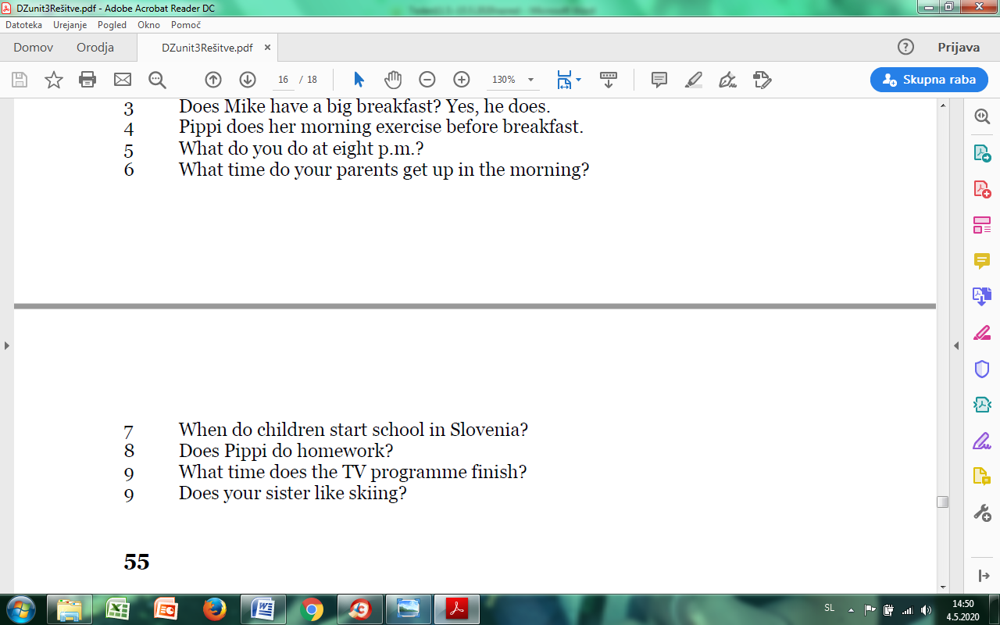 DZunit3Rešitve.pdf - Adobe Acrobat Reader DC
Datoteka Urejanje Pogled Okno Pomoč
Domov Orodja DZunit3Rešitve.pdf × Prijava
16 / 18 130% Skupna raba
3 Does Mike have a big breakfast? Yes, he does.
4 Pippi does her morning exercise before breakfast.
5 What do you do at eight p.m.?
6 What time do your parents get up in the morning?
7 When do children start school in Slovenia?
8 Does Pippi do homework?
9 What time does the TV programme finish?
9 Does your sister like skiing?
55
SL 14:50
4.5.2020